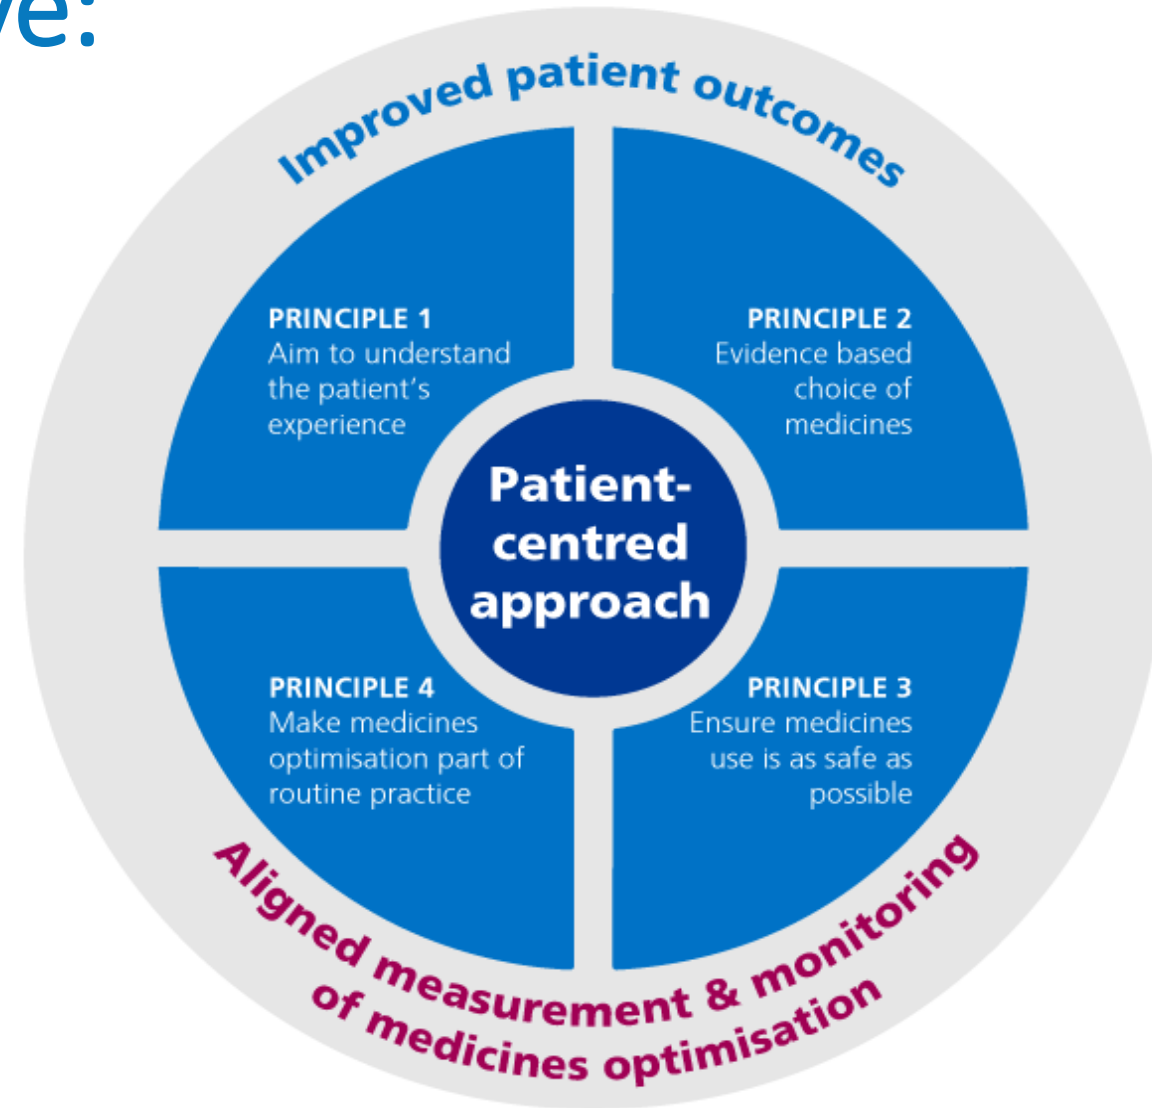 Improved patient outcomes
PRINCIPLE 1
Aim to understand
the patient's
experience
PRINCIPLE 2
Evidence based
choice of
medicines
Patient-
centred
approach
PRINCIPLE 4
Make medicines
optimisation part of
routine practice
PRINCIPLE 3
Ensure medicines
use is as safe as
possible
Aligned measurement & monitoring
of medicines optimisation